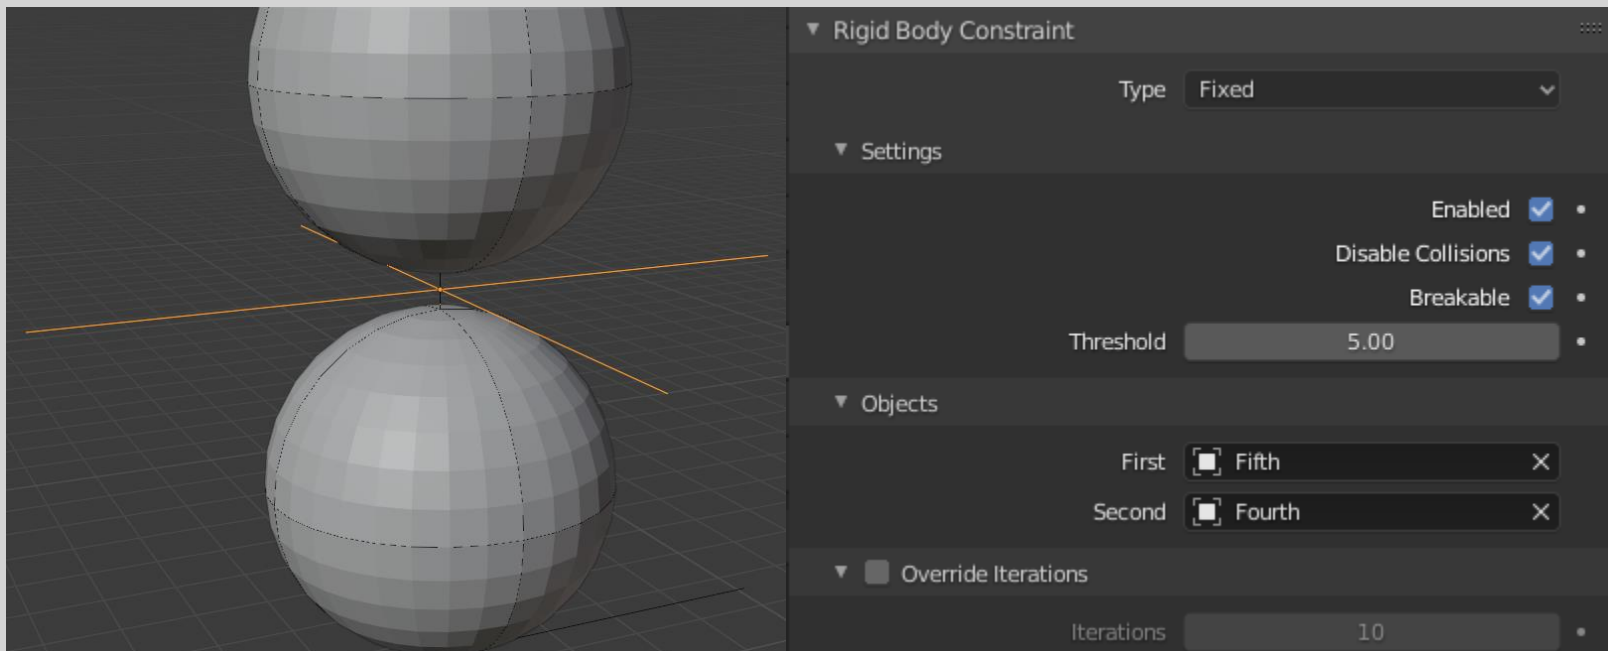 Rigid Body Constraint
Type Fixed
Settings
Enabled
Disable Collisions
Breakable
Threshold 5.00
Objects
First Fifth
Second Fourth
Override Iterations
Iterations 10